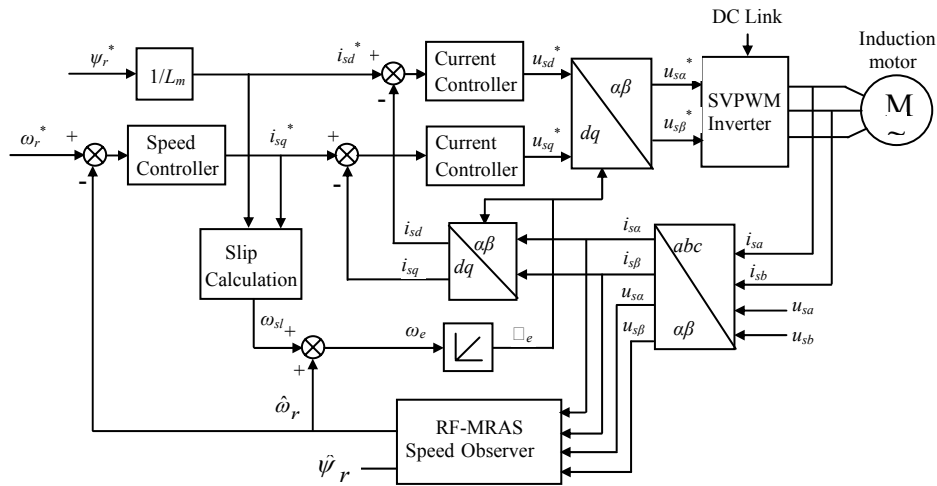 DC Link
Induction
motor
ψr*
1/Lm
isd*
+
-
Current
Controller
usd*
αβ
dq
usα*
usβ*
SVPWM
Inverter
M
~
ωr*
+
-
Speed
Controller
isq*
+
-
Current
Controller
usq*
Slip
Calculation
isd
isq
αβ
dq
isα
isβ
usα
usβ
abc
αβ
isa
isb
usa
usb
ωsl
+
+
ωe
□e
ω̂r
RF-MRAS
Speed Observer
ψ̂r